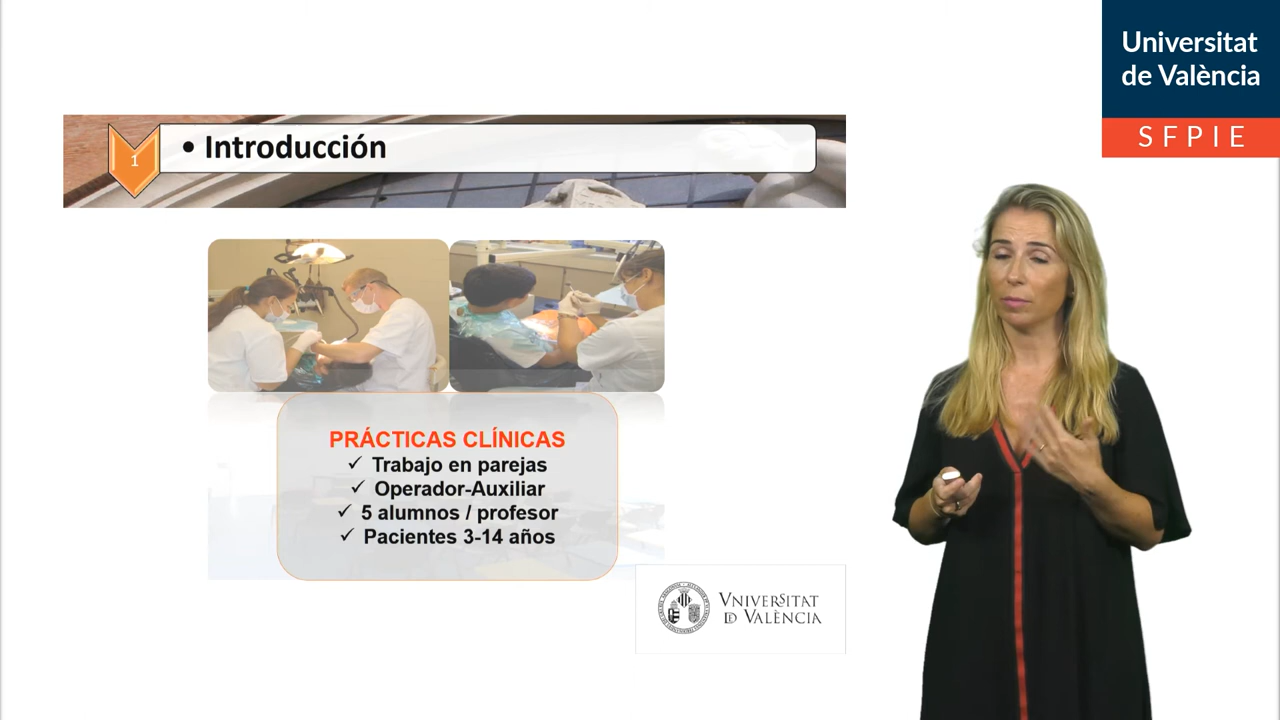 Universitat
de València
SFPIE
1
• Introducción
PRÁCTICAS CLÍNICAS
✓ Trabajo en parejas
✓ Operador-Auxiliar
✓ 5 alumnos / profesor
✓ Pacientes 3-14 años
VNIVERSITAT
DE VALÈNCIA